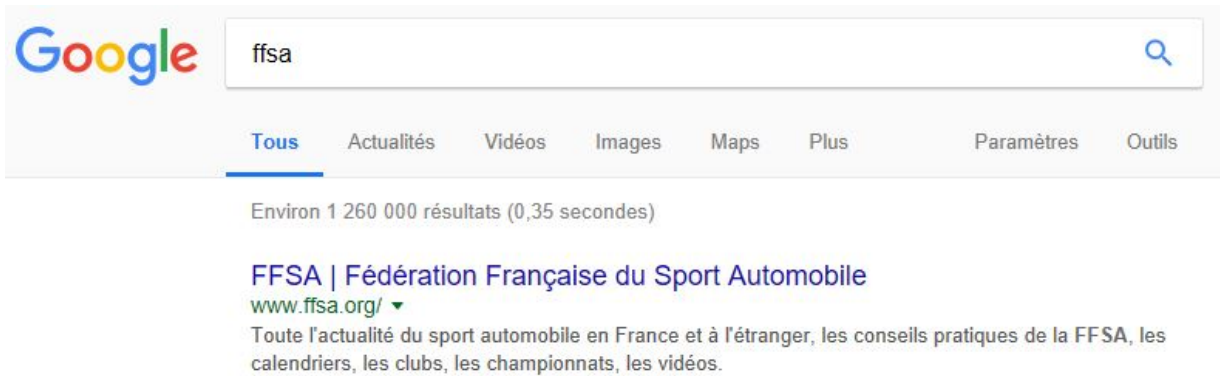 Google
ffsa
Tous Actualités Vidéos Images Maps Plus Paramètres Outils
Environ 1 260 000 résultats (0,35 secondes)
FFSA | Fédération Française du Sport Automobile
www.ffsa.org/
Toute l'actualité du sport automobile en France et à l'étranger, les conseils pratiques de la FFSA, les
calendriers, les clubs, les championnats, les vidéos.